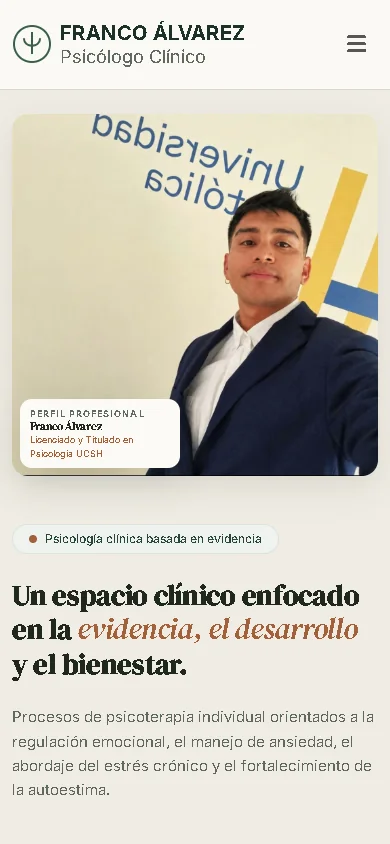 FRANCO ÁLVAREZ
Psicólogo Clínico
Universidad
Católica
PERFIL PROFESIONAL
Franco Álvarez
Licenciado y Titulado en
Psicología UCSH
Psicología clínica basada en evidencia
Un espacio clínico enfocado
en la evidencia, el desarrollo
y el bienestar.
Procesos de psicoterapia individual orientados a la
regulación emocional, el manejo de ansiedad, el
abordaje del estrés crónico y el fortalecimiento de
la autoestima.